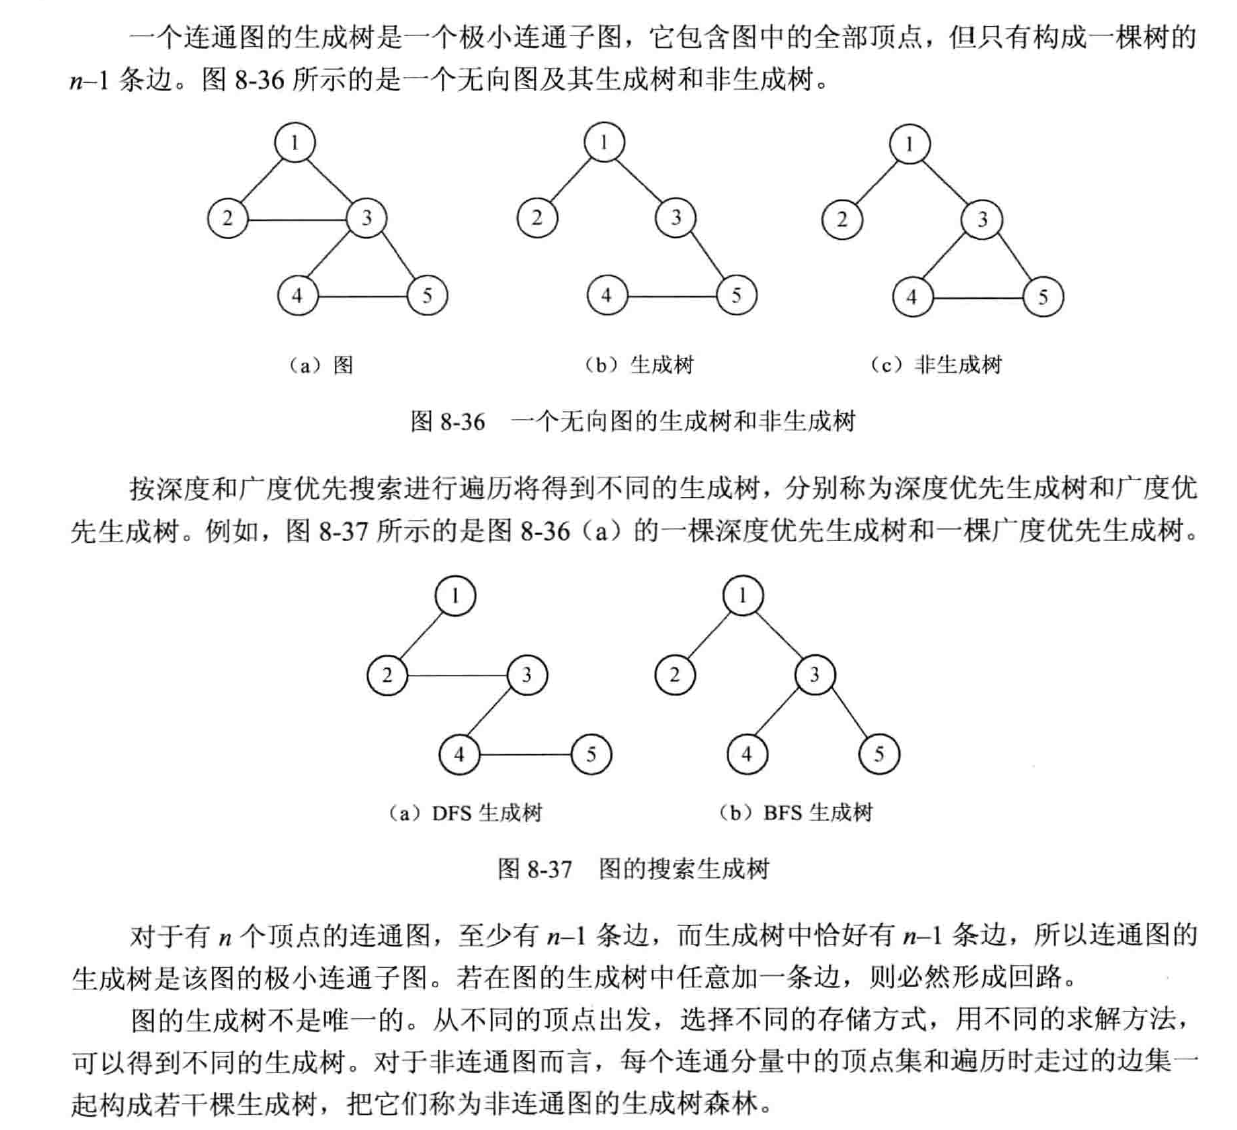 一个连通图的生成树是一个极小连通子图，它包含图中的全部顶点，但只有构成一棵树的
n–1 条边。图 8-36 所示的是一个无向图及其生成树和非生成树。
1 1 1
2 3 2 3 2 3
4 5 4 5 4 5
（a）图 （b）生成树 （c）非生成树
图 8-36 一个无向图的生成树和非生成树
按深度和广度优先搜索进行遍历将得到不同的生成树，分别称为深度优先生成树和广度优
先生成树。例如，图 8-37 所示的是图 8-36（a）的一棵深度优先生成树和一棵广度优先生成树。
1 1
2 3 2 3
4 5 4 5
（a）DFS 生成树 （b）BFS 生成树
图 8-37 图的搜索生成树
对于有 n 个顶点的连通图，至少有 n–1 条边，而生成树中恰好有 n–1 条边，所以连通图的
生成树是该图的极小连通子图。若在图的生成树中任意加一条边，则必然形成回路。
图的生成树不是唯一的。从不同的顶点出发，选择不同的存储方式，用不同的求解方法，
可以得到不同的生成树。对于非连通图而言，每个连通分量中的顶点集和遍历时走过的边集一
起构成若干棵生成树，把它们称为非连通图的生成树森林。